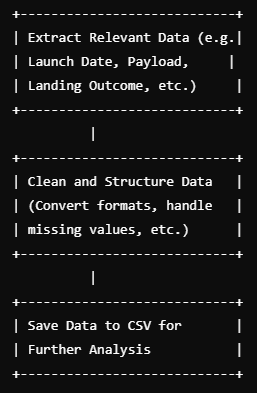 +----------------------------+
| Extract Relevant Data (e.g.|
| Launch Date, Payload,     |
| Landing Outcome, etc.)     |
+----------------------------+
          |
+----------------------------+
| Clean and Structure Data   |
| (Convert formats, handle   |
| missing values, etc.)      |
+----------------------------+
          |
+----------------------------+
| Save Data to CSV for       |
| Further Analysis           |
+----------------------------+